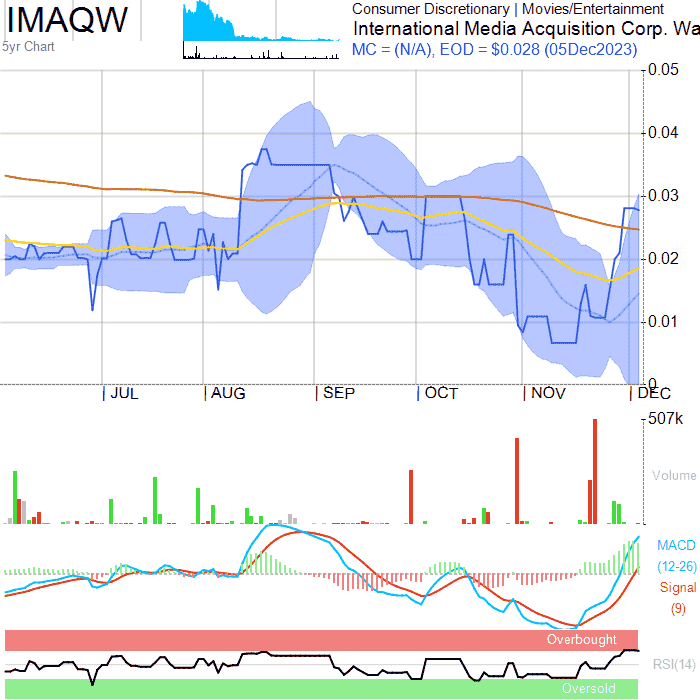 IMAQW
5yr Chart
Consumer Discretionary | Movies/Entertainment
International Media Acquisition Corp. Wa
MC = (N/A), EOD = $0.028 (05Dec2023)
0.05
0.04
0.03
0.02
0.01
0
JUL AUG SEP OCT NOV DEC
507k
Volume
MACD
(12-26)
Signal
(9)
Overbought
RSI(14)
Oversold